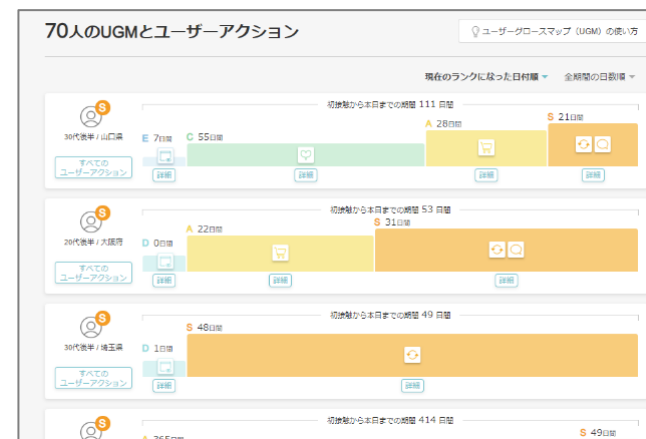 70人のUGMとユーザーアクション
ユーザーグロースマップ（UGM）の使い方
現在のランクになった日付順 全期間の日数順
初接触から本日までの期間 111 日間
S
30代後半 / 山口県
すべての
ユーザーアクション
E 7日間
詳細
C 55日間
詳細
A 28日間
詳細
S 21日間
詳細
初接触から本日までの期間 53 日間
S
20代後半 / 大阪府
すべての
ユーザーアクション
D 0日間
詳細
A 22日間
詳細
S 31日間
詳細
初接触から本日までの期間 49 日間
S
30代後半 / 埼玉県
すべての
ユーザーアクション
D 1日間
詳細
S 48日間
詳細
初接触から本日までの期間 414 日間
S
A 365日間
S 49日間